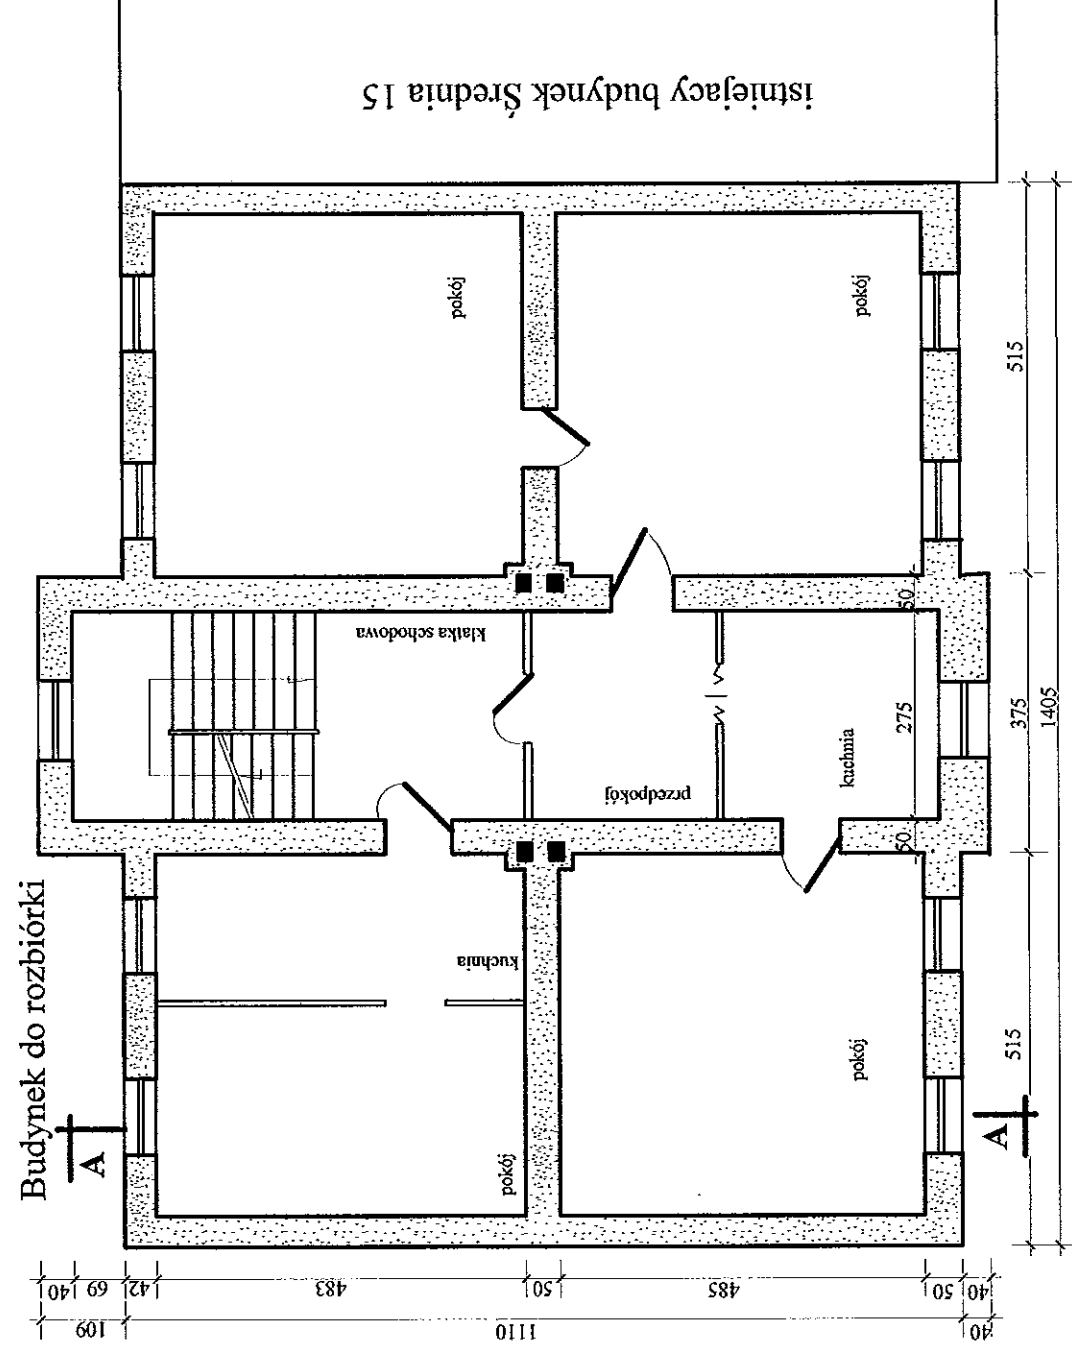 istniejacy budynek Średnia 15
Budynek do rozbiórki
pokój
pokój
klatka schodowa
przedpokój
kuchnia
kuchnia
pokój
pokój
A
A
515
50
375
275
1405
50
515
40
69
42
483
50
485
50
40
109
1110
40